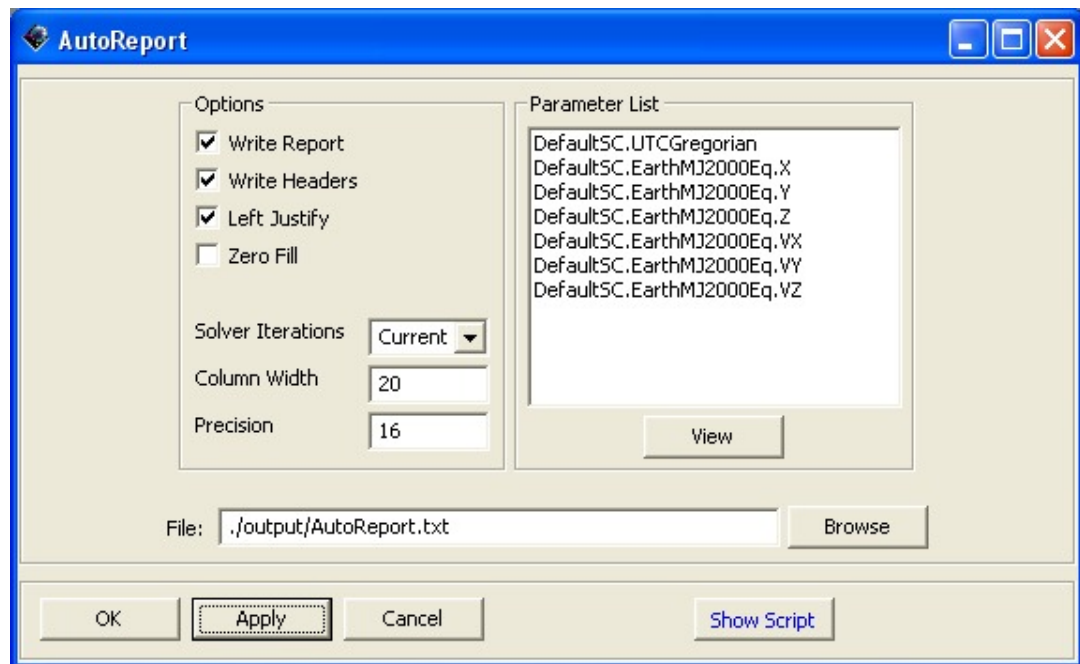 AutoReport
Options
Write Report
Write Headers
Left Justify
Zero Fill
Solver Iterations Current
Column Width 20
Precision 16
Parameter List
DefaultSC.UTCGregorian
DefaultSC.EarthMJ2000Eq.X
DefaultSC.EarthMJ2000Eq.Y
DefaultSC.EarthMJ2000Eq.Z
DefaultSC.EarthMJ2000Eq.VX
DefaultSC.EarthMJ2000Eq.VY
DefaultSC.EarthMJ2000Eq.VZ
View
File: ./output/AutoReport.txt Browse
OK Apply Cancel Show Script